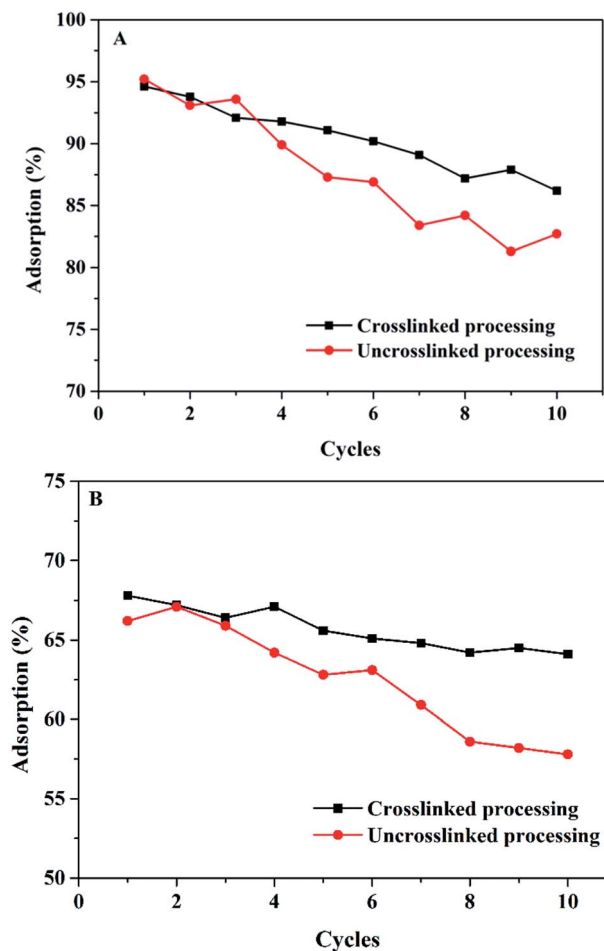 A
100
95
90
85
80
75
70
Adsorption (%)
Crosslinked processing
Uncrosslinked processing
0 2 4 6 8 10
Cycles
B
75
70
65
60
55
50
Adsorption (%)
Crosslinked processing
Uncrosslinked processing
0 2 4 6 8 10
Cycles